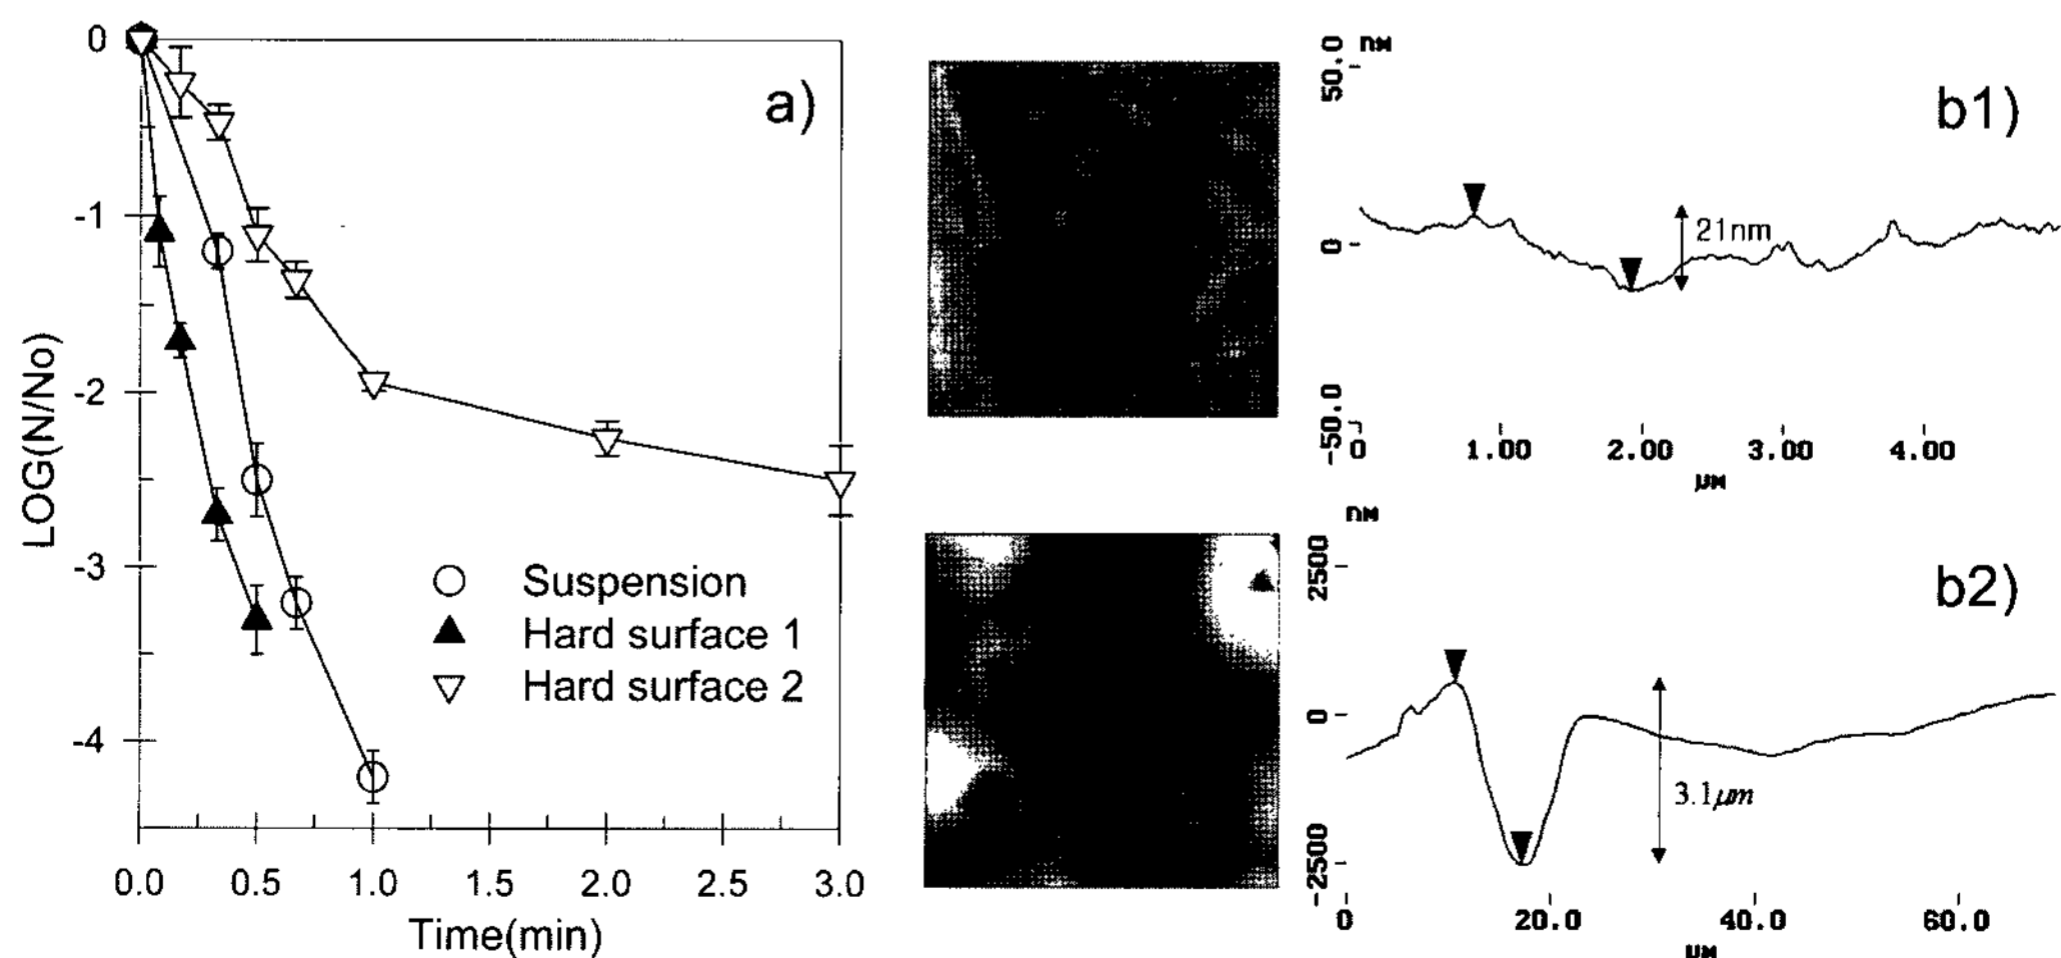 a)
LOG(N/No)
0
-1
-2
-3
-4
Suspension
Hard surface 1
Hard surface 2
0.0 0.5 1.0 1.5 2.0 2.5 3.0
Time(min)
b1)
nM
50.0
0
-50.0
21nm
0 1.00 2.00 3.00 4.00
µM
b2)
nM
2500
0
-2500
3.1µm
0 20.0 40.0 60.0
µM